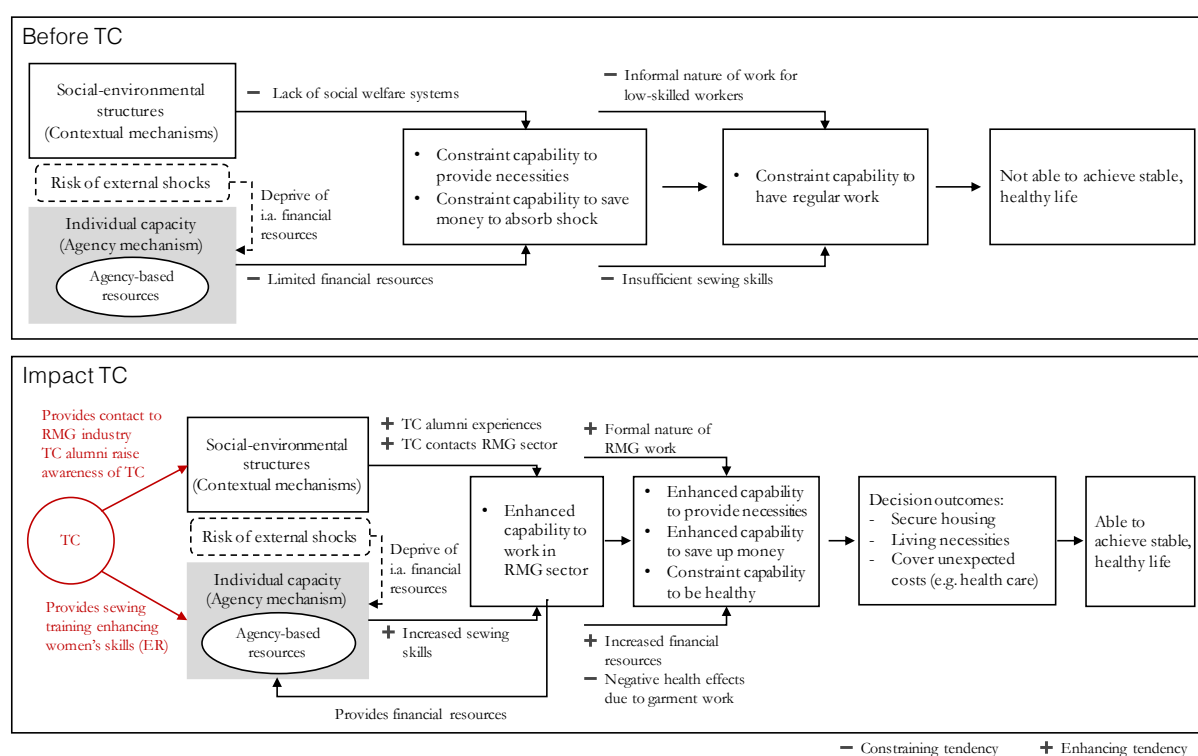 Before TC
Social-environmental
structures
(Contextual mechanisms)
− Lack of social welfare systems
− Informal nature of work for
low-skilled workers
Risk of external shocks
Deprive of
i.a. financial
resources
Individual capacity
(Agency mechanism)
Agency-based
resources
− Limited financial resources
• Constraint capability to
provide necessities
• Constraint capability to save
money to absorb shock
• Constraint capability to
have regular work
− Insufficient sewing skills
Not able to achieve stable,
healthy life
Impact TC
Provides contact to
RMG industry
TC alumni raise
awareness of TC
TC
Provides sewing
training enhancing
women's skills (ER)
Social-environmental
structures
(Contextual mechanisms)
+ TC alumni experiences
+ TC contacts RMG sector
+ Formal nature of
RMG work
Risk of external shocks
Deprive of
i.a. financial
resources
Individual capacity
(Agency mechanism)
Agency-based
resources
+ Increased sewing
skills
Provides financial resources
• Enhanced
capability to
work in
RMG sector
• Enhanced capability
to provide necessities
• Enhanced capability
to save up money
• Constraint capability
to be healthy
+ Increased financial
resources
− Negative health effects
due to garment work
Decision outcomes:
- Secure housing
- Living necessities
- Cover unexpected
costs (e.g. health care)
Able to
achieve stable,
healthy life
− Constraining tendency + Enhancing tendency